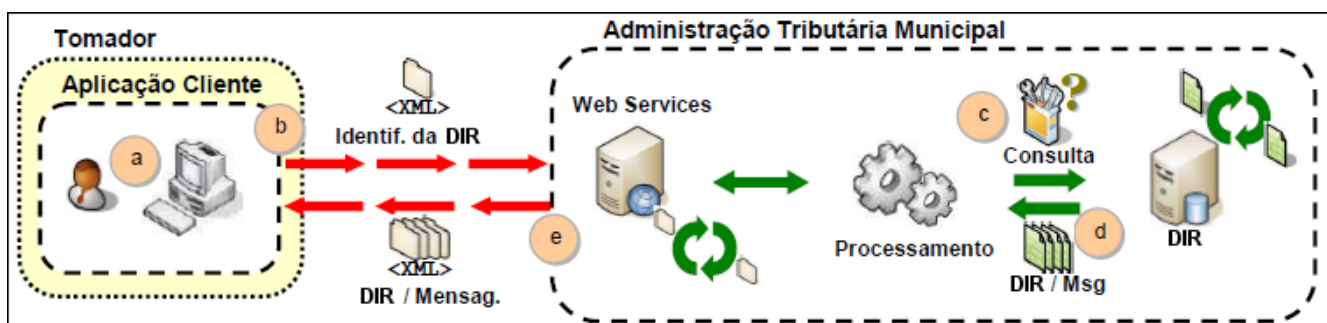 Tomador
Administração Tributária Municipal
Aplicação Cliente
a
b
<XML>
Identif. da DIR
<XML>
DIR / Mensag.
Web Services
e
Processamento
c
?
Consulta
d
DIR / Msg
DIR